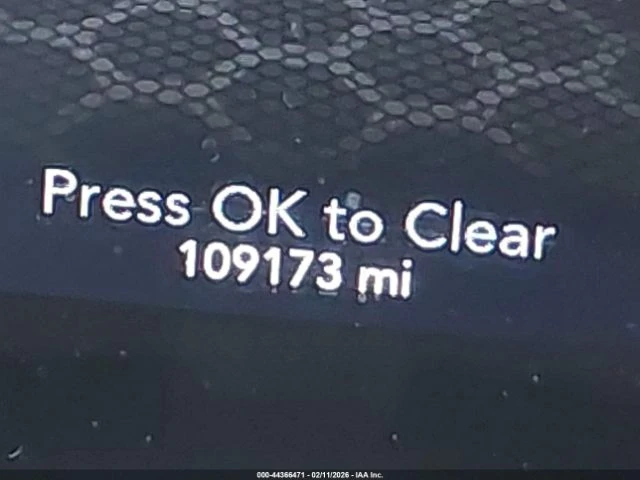 Press OK to Clear
109173 mi
000-44366471 - 02/11/2026 - IAA Inc.